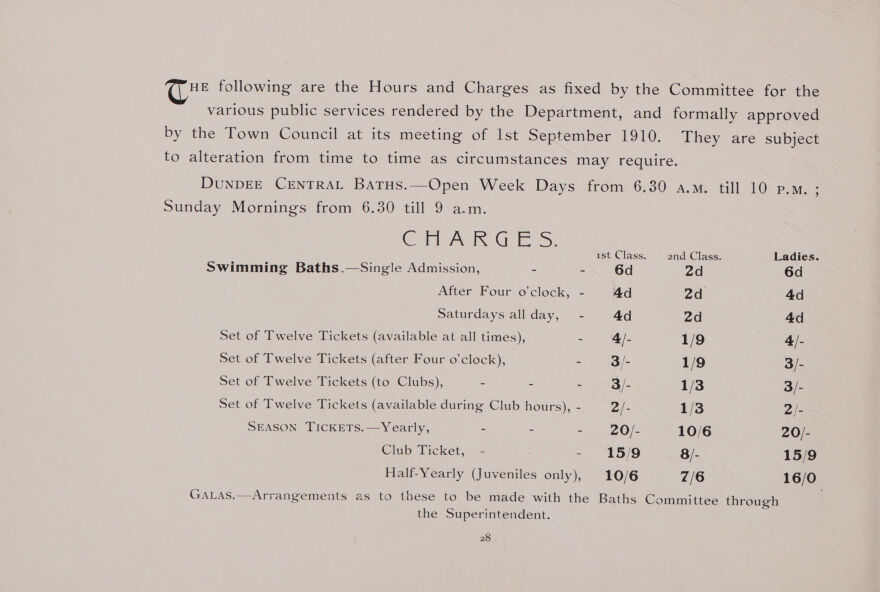 THE following are the Hours and Charges as fixed by the Committee for the
various public services rendered by the Department, and formally approved
by the Town Council at its meeting of 1st September 1910. They are subject
to alteration from time to time as circumstances may require.
DUNDEE CENTRAL BATHS.—Open Week Days from 6.30 A.M. till 10 P.M. ;
Sunday Mornings from 6.30 till 9 a.m.
CHARGES.
1st Class. 2nd Class. Ladies.
Swimming Baths.—Single Admission, - - 6d 2d 6d
After Four o'clock, - 4d 2d 4d
Saturdays all day, - 4d 2d 4d
Set of Twelve Tickets (available at all times), - 4/- 1/9 4/-
Set of Twelve Tickets (after Four o'clock), - 3/- 1/9 3/-
Set of Twelve Tickets (to Clubs), - - - 3/- 1/3 3/-
Set of Twelve Tickets (available during Club hours), - 2/- 1/3 2/-
SEASON TICKETS.—Yearly, - - - 20/- 10/6 20/-
Club Ticket, - - 15/9 8/- 15/9
Half-Yearly (Juveniles only), 10/6 7/6 16/0
GALAS.—Arrangements as to these to be made with the Baths Committee through
the Superintendent.
28